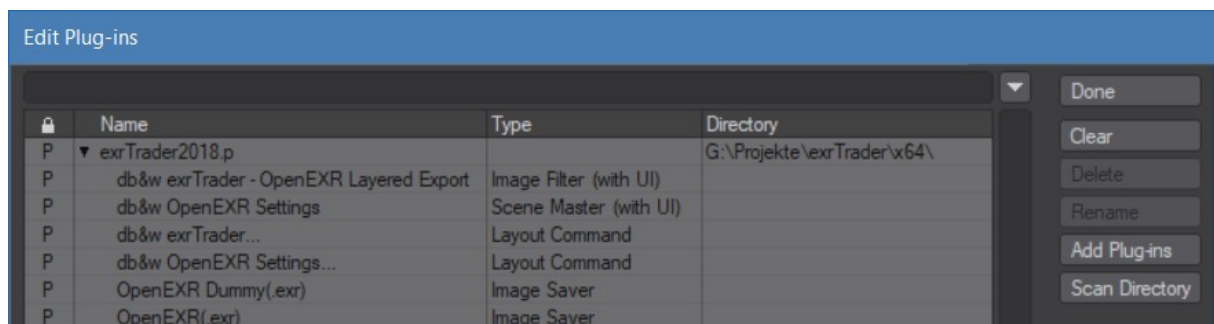 Edit Plug-ins
Done
Name Type Directory
Clear
P ▼ exrTrader2018.p G:\Projekte\exrTrader\x64\
P db&w exrTrader - OpenEXR Layered Export Image Filter (with UI)
Delete
P db&w OpenEXR Settings Scene Master (with UI)
Rename
P db&w exrTrader... Layout Command
P db&w OpenEXR Settings... Layout Command
Add Plug-ins
P OpenEXR Dummy(.exr) Image Saver
Scan Directory
P OpenEXR(.exr) Image Saver